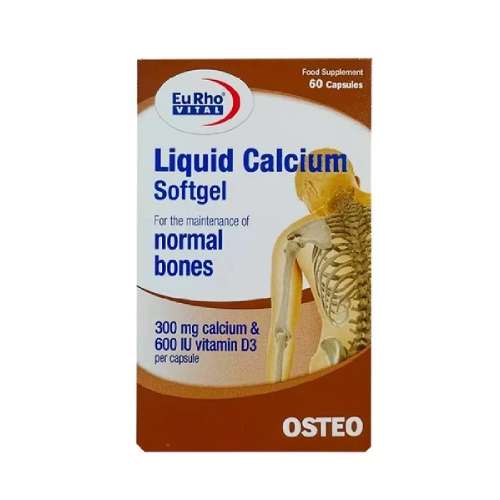 Food Supplement
60 Capsules
EuRho®
VITAL
Liquid Calcium
Softgel
For the maintenance of
normal
bones
300 mg calcium &
600 IU vitamin D3
per capsule
OSTEO